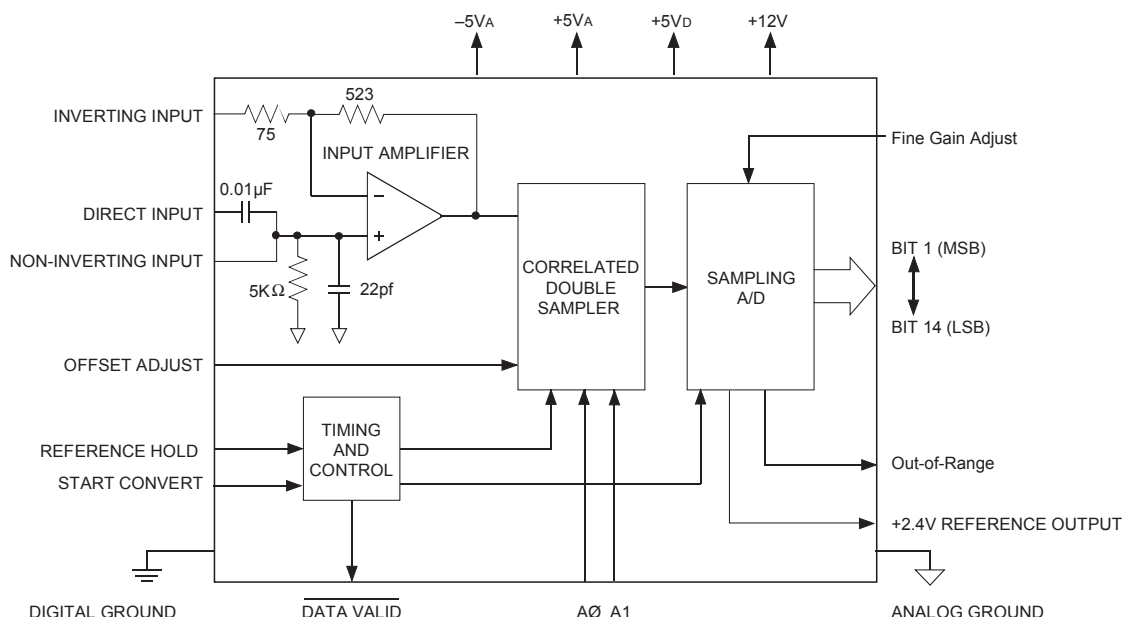 –5VA
+5VA
+5VD
+12V
INVERTING INPUT
75
523
INPUT AMPLIFIER
Fine Gain Adjust
0.01µF
DIRECT INPUT
NON-INVERTING INPUT
–
+
5KΩ
22pf
CORRELATED
DOUBLE
SAMPLER
SAMPLING
A/D
BIT 1 (MSB)
BIT 14 (LSB)
OFFSET ADJUST
REFERENCE HOLD
START CONVERT
TIMING
AND
CONTROL
Out-of-Range
+2.4V REFERENCE OUTPUT
DIGITAL GROUND
DATA VALID
AØ A1
ANALOG GROUND